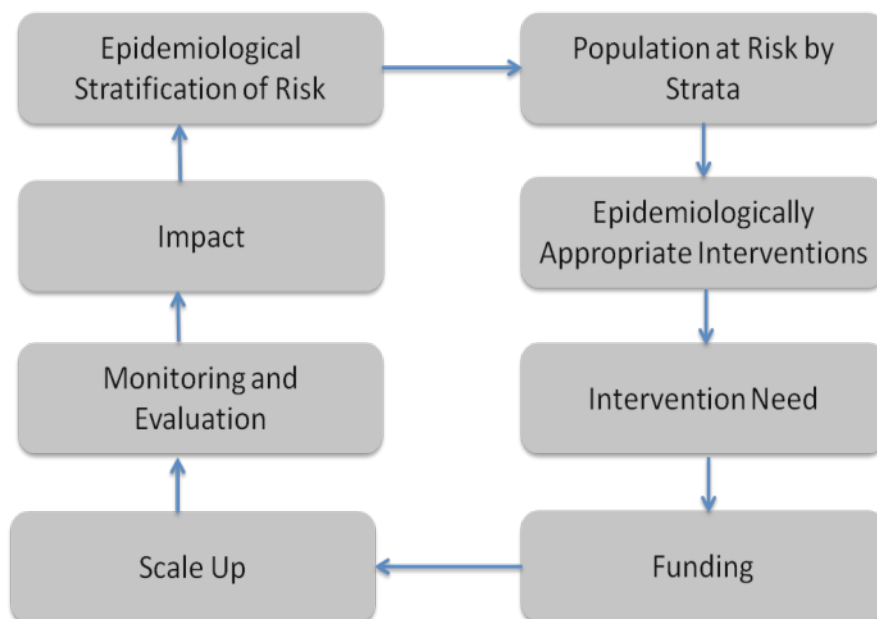 Epidemiological
Stratification of Risk
Population at Risk by
Strata
Epidemiologically
Appropriate Interventions
Intervention Need
Funding
Scale Up
Monitoring and
Evaluation
Impact